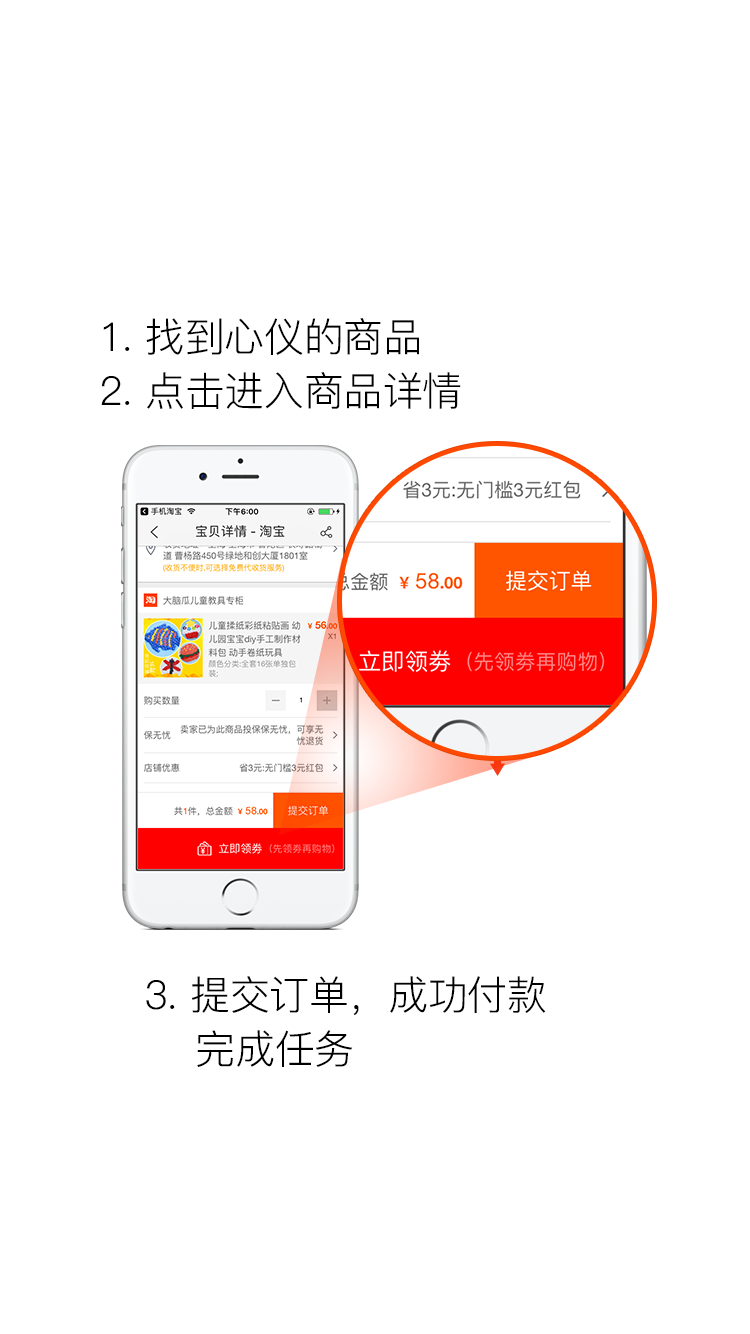 1. 找到心仪的商品
2. 点击进入商品详情
手机淘宝
下午6:00
宝贝详情 - 淘宝
道 曹杨路450号绿地和创大厦1801室
(收货不便时,可选择免费代收货服务)
淘 大脑瓜儿童教具专柜
儿童揉纸彩纸粘贴画 幼 ¥ 56.00
儿园宝宝diy手工制作材 X1
料包 动手卷纸玩具
颜色分类:全套16张单独包
装;
购买数量 1
保无忧 卖家已为此商品投保保无忧，可享无
忧退货
店铺优惠 省3元:无门槛3元红包
共1件，总金额 ¥ 58.00 提交订单
立即领券（先领券再购物）
省3元:无门槛3元红包
总金额 ¥ 58.00 提交订单
立即领券（先领券再购物）
3. 提交订单，成功付款
完成任务